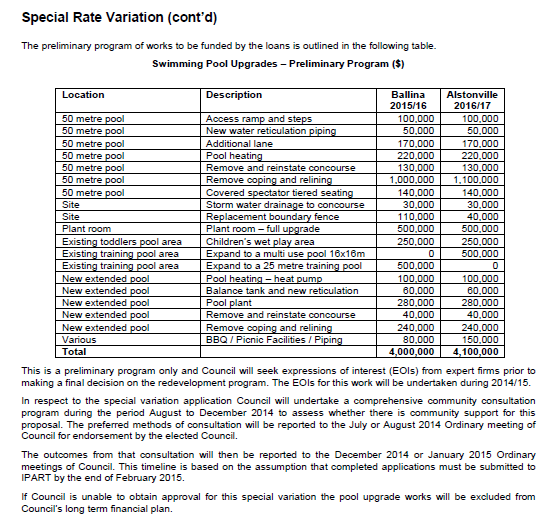 Special Rate Variation (cont'd)
The preliminary program of works to be funded by the loans is outlined in the following table.
Swimming Pool Upgrades – Preliminary Program ($)
Location Description Ballina 2015/16 Alstonville 2016/17
50 metre pool Access ramp and steps 100,000 100,000
50 metre pool New water reticulation piping 50,000 50,000
50 metre pool Additional lane 170,000 170,000
50 metre pool Pool heating 220,000 220,000
50 metre pool Remove and reinstate concourse 130,000 130,000
50 metre pool Remove coping and relining 1,000,000 1,100,000
50 metre pool Covered spectator tiered seating 140,000 140,000
Site Storm water drainage to concourse 30,000 30,000
Site Replacement boundary fence 110,000 40,000
Plant room Plant room – full upgrade 500,000 500,000
Existing toddlers pool area Children's wet play area 250,000 250,000
Existing training pool area Expand to a multi use pool 16x16m 0 500,000
Existing training pool area Expand to a 25 metre training pool 500,000 0
New extended pool Pool heating – heat pump 100,000 100,000
New extended pool Balance tank and new reticulation 60,000 60,000
New extended pool Pool plant 280,000 280,000
New extended pool Remove and reinstate concourse 40,000 40,000
New extended pool Remove coping and relining 240,000 240,000
Various BBQ / Picnic Facilities / Piping 80,000 150,000
Total 4,000,000 4,100,000
This is a preliminary program only and Council will seek expressions of interest (EOIs) from expert firms prior to
making a final decision on the redevelopment program. The EOIs for this work will be undertaken during 2014/15.
In respect to the special variation application Council will undertake a comprehensive community consultation
program during the period August to December 2014 to assess whether there is community support for this
proposal. The preferred methods of consultation will be reported to the July or August 2014 Ordinary meeting of
Council for endorsement by the elected Council.
The outcomes from that consultation will then be reported to the December 2014 or January 2015 Ordinary
meetings of Council. This timeline is based on the assumption that completed applications must be submitted to
IPART by the end of February 2015.
If Council is unable to obtain approval for this special variation the pool upgrade works will be excluded from
Council's long term financial plan.